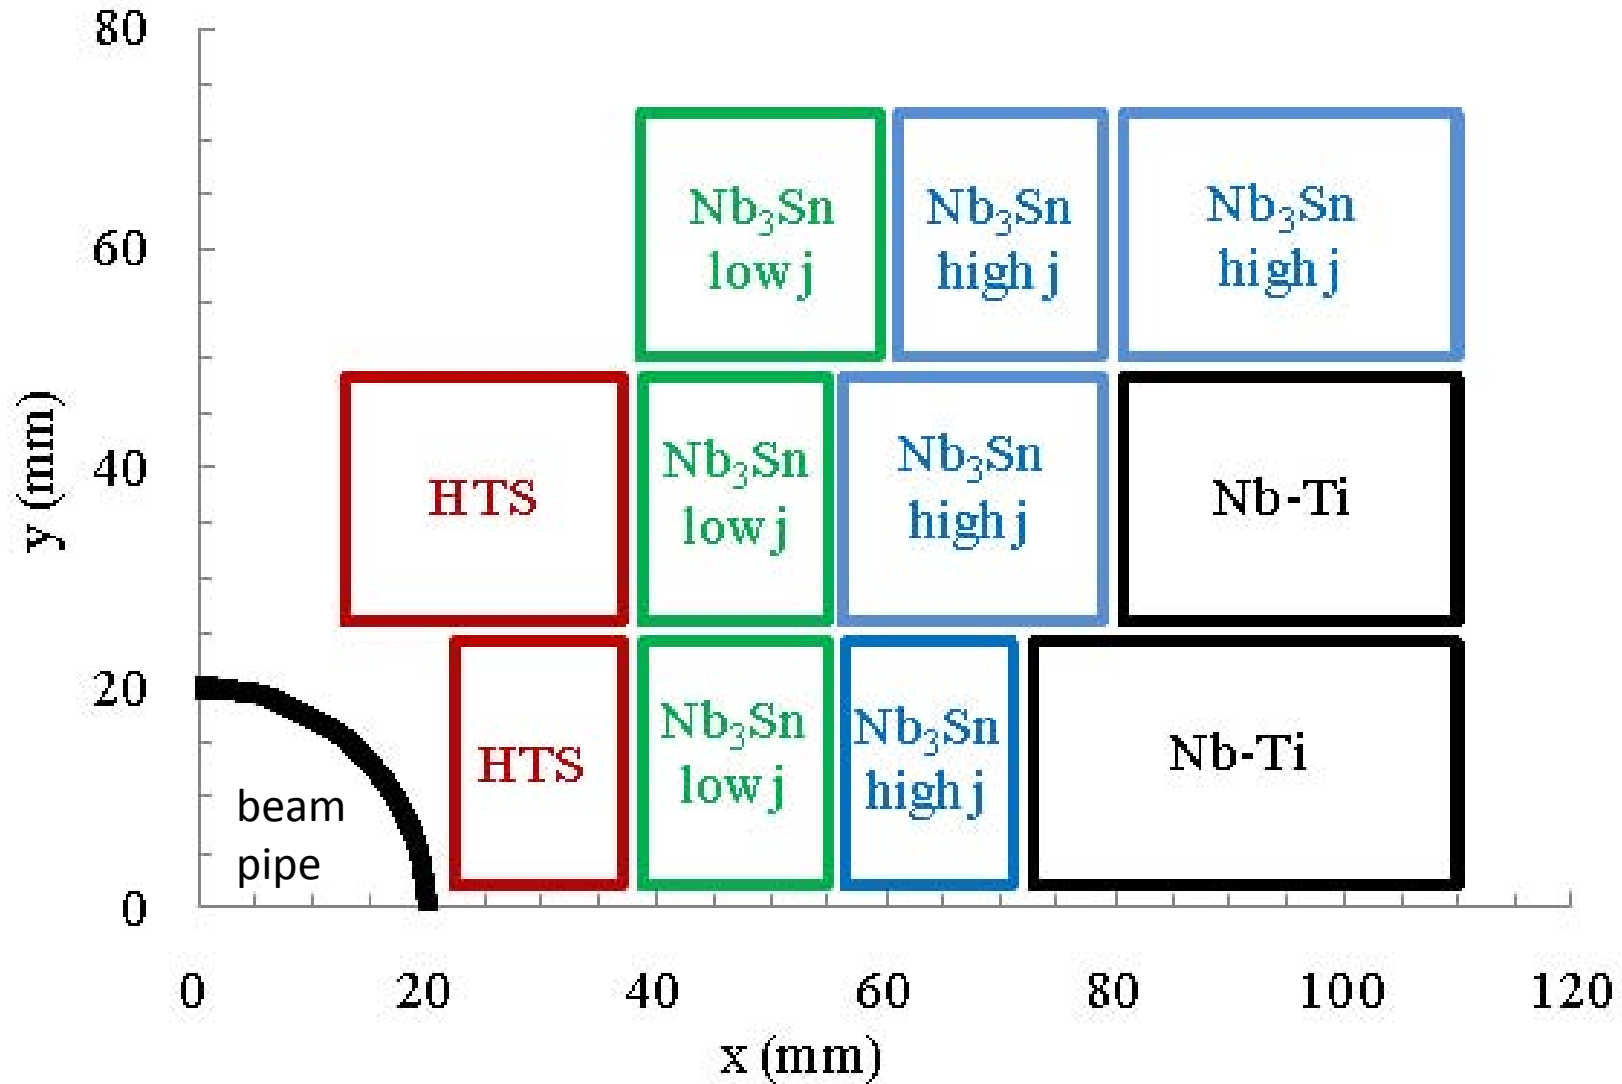 80
60
40
20
0
y (mm)
Nb₃Sn
low j
Nb₃Sn
high j
Nb₃Sn
high j
HTS
Nb₃Sn
low j
Nb₃Sn
high j
Nb-Ti
HTS
Nb₃Sn
low j
Nb₃Sn
high j
Nb-Ti
beam
pipe
0 20 40 60 80 100 120
x (mm)